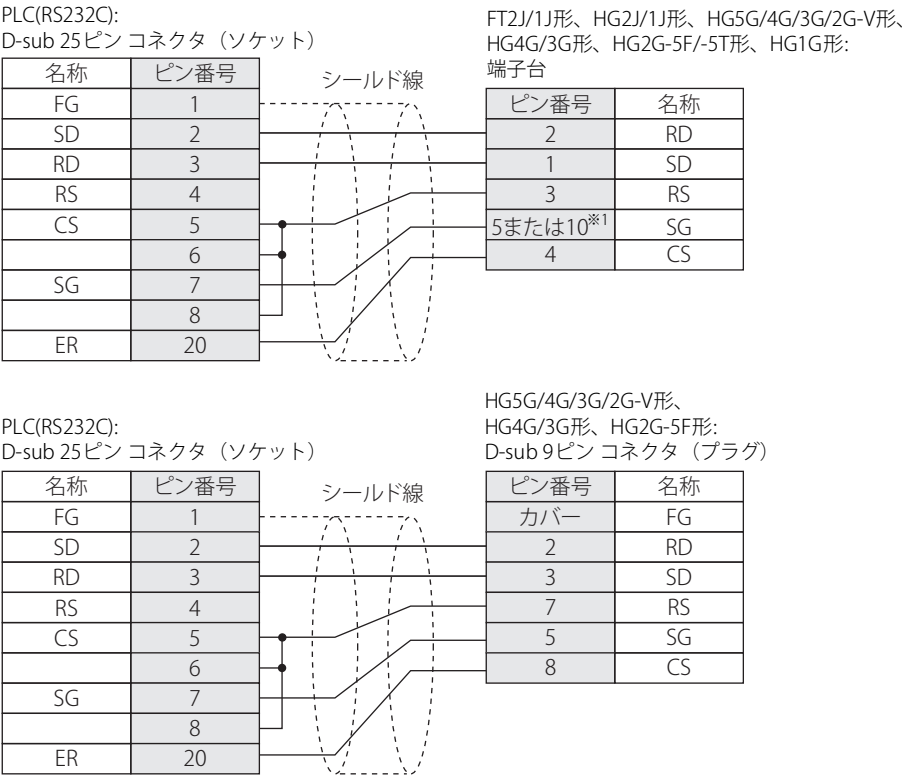 PLC(RS232C):
D-sub 25ピン コネクタ（ソケット）
名称 ピン番号
FG 1
SD 2
RD 3
RS 4
CS 5
6
SG 7
8
ER 20
シールド線
FT2J/1J形、HG2J/1J形、HG5G/4G/3G/2G-V形、
HG4G/3G形、HG2G-5F/-5T形、HG1G形:
端子台
ピン番号 名称
2 RD
1 SD
3 RS
5または10※1 SG
4 CS
PLC(RS232C):
D-sub 25ピン コネクタ（ソケット）
名称 ピン番号
FG 1
SD 2
RD 3
RS 4
CS 5
6
SG 7
8
ER 20
シールド線
HG5G/4G/3G/2G-V形、
HG4G/3G形、HG2G-5F形:
D-sub 9ピン コネクタ（プラグ）
ピン番号 名称
カバー FG
2 RD
3 SD
7 RS
5 SG
8 CS